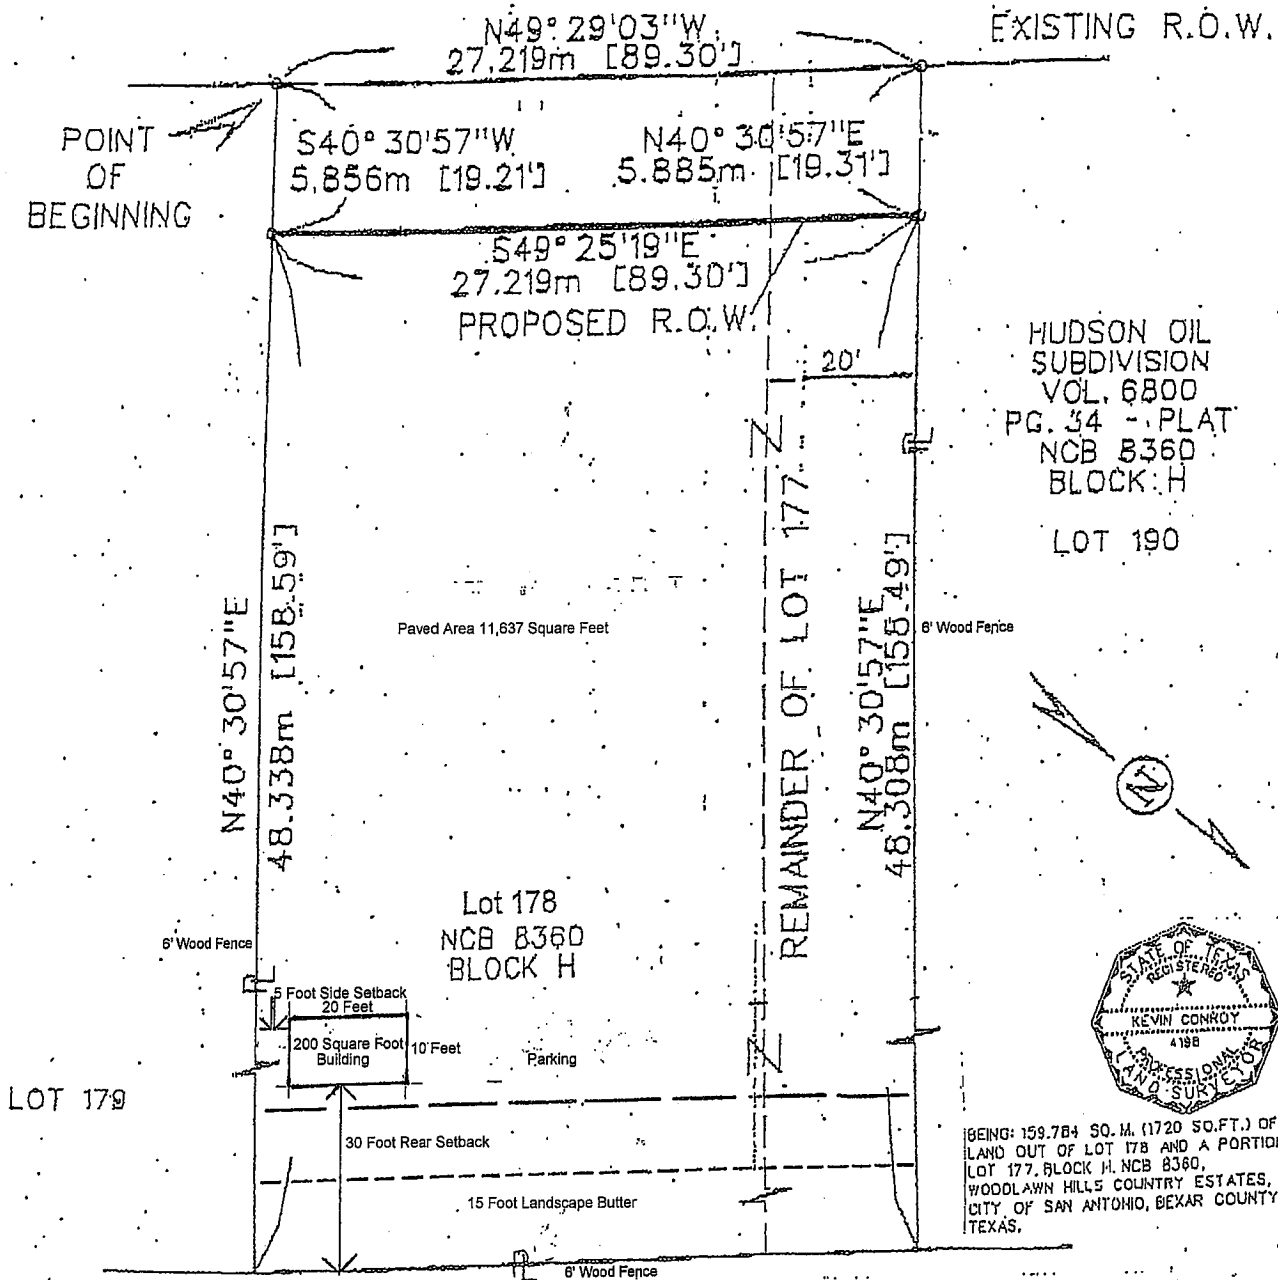 N49° 29'03"W
27.219m [89.30']
EXISTING R.O.W.
POINT
OF
BEGINNING
S40° 30'57"W
5.856m [19.21']
N40° 30'57"E
5.885m [19.31']
S49° 25'19"E
27.219m [89.30']
PROPOSED R.O.W.
20'
HUDSON OIL
SUBDIVISION
VOL. 6800
PG. 34 - PLAT
NCB 8360
BLOCK H
LOT 190
N40° 30'57"E
48.338m [158.59']
Paved Area 11,637 Square Feet
REMAINDER OF LOT 177
N40° 30'57"E
48.308m [158.49']
6' Wood Fence
N
Lot 178
NCB 8360
BLOCK H
6' Wood Fence
5 Foot Side Setback
20 Feet
200 Square Foot
Building
10 Feet
Parking
STATE OF TEXAS
REGISTERED
KEVIN CONROY
4198
PROFESSIONAL
LAND SURVEYOR
LOT 179
30 Foot Rear Setback
15 Foot Landscape Butter
BEING: 159.784 SQ. M. (1720 SQ.FT.) OF
LAND OUT OF LOT 178 AND A PORTION
LOT 177, BLOCK H, NCB 8360,
WOODLAWN HILLS COUNTRY ESTATES,
CITY OF SAN ANTONIO, BEXAR COUNTY
TEXAS.
6' Wood Fence